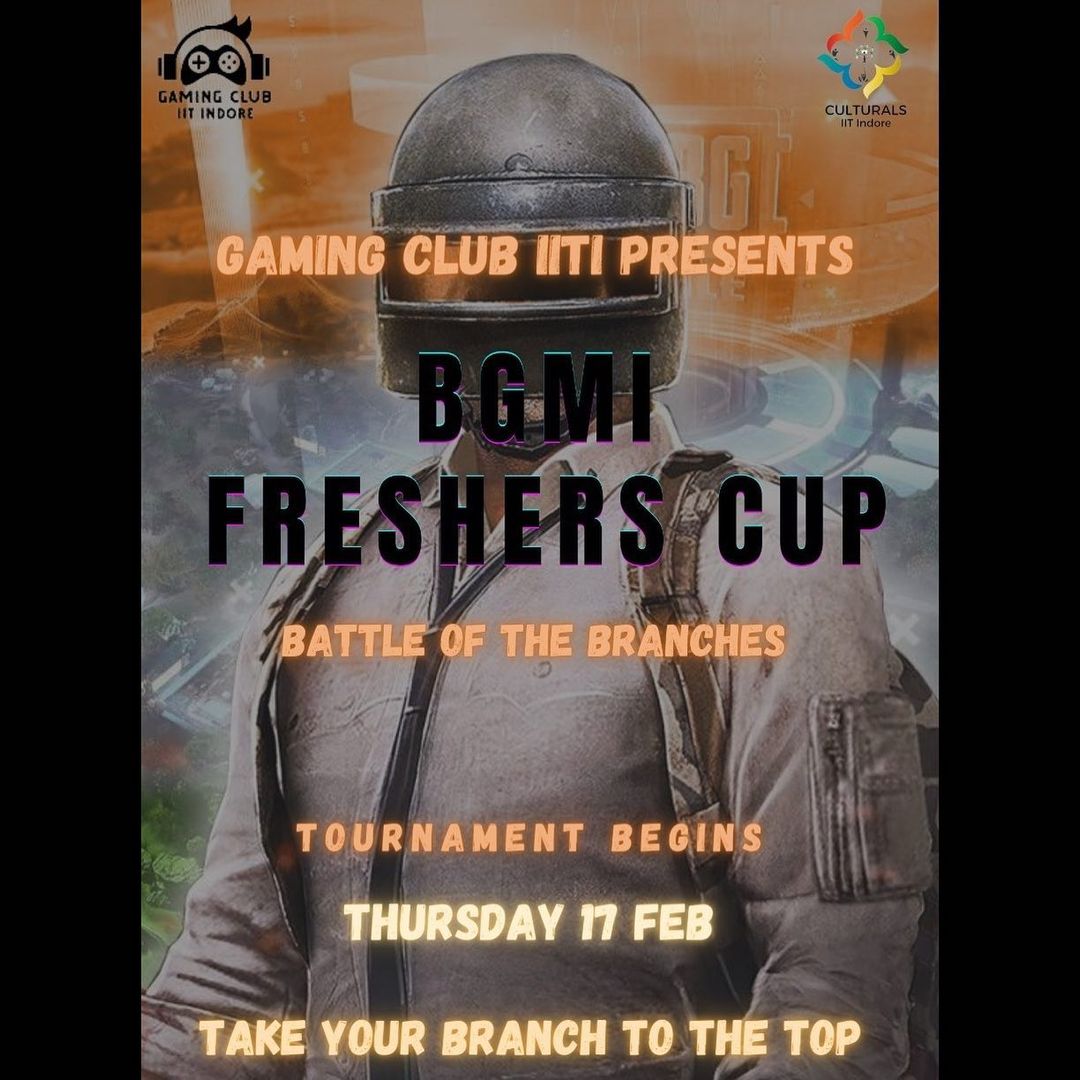 GAMING CLUB
IIT INDORE
CULTURALS
IIT Indore
GAMING CLUB IITI PRESENTS
BGMI
FRESHERS CUP
BATTLE OF THE BRANCHES
TOURNAMENT BEGINS
THURSDAY 17 FEB
TAKE YOUR BRANCH TO THE TOP